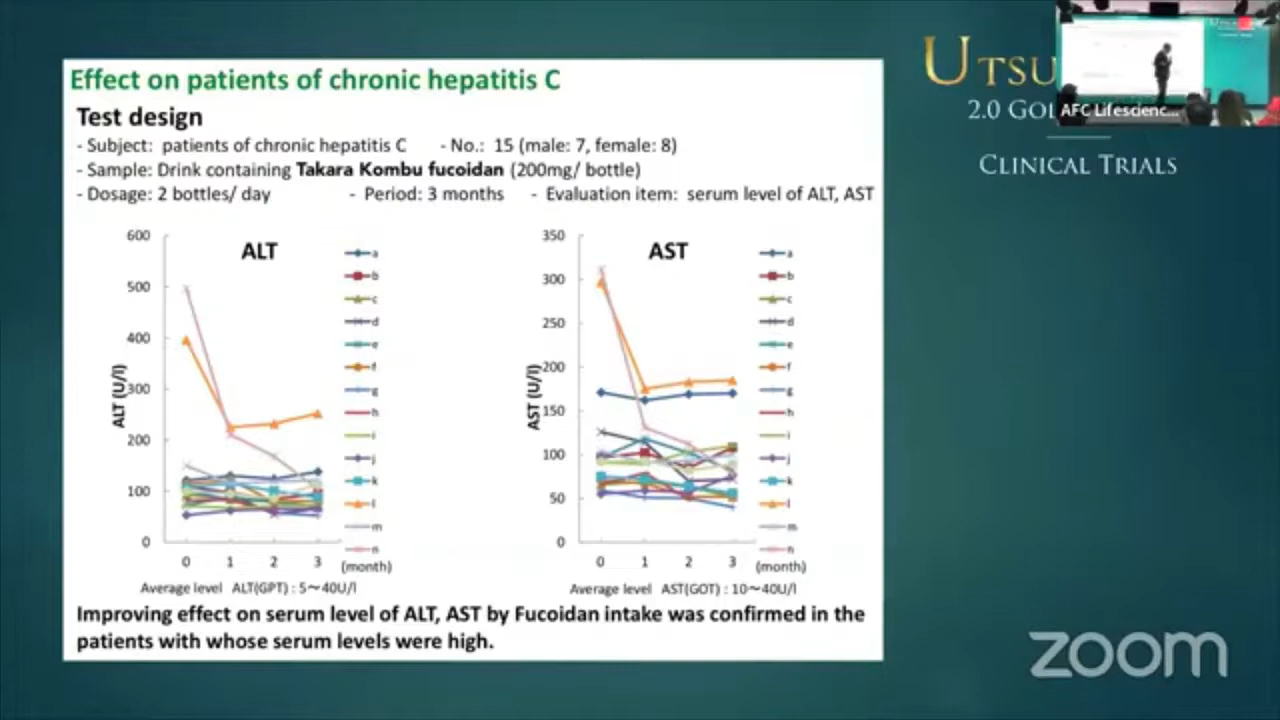 Effect on patients of chronic hepatitis C
Test design
- Subject: patients of chronic hepatitis C - No.: 15 (male: 7, female: 8)
- Sample: Drink containing Takara Kombu fucoidan (200mg/ bottle)
- Dosage: 2 bottles/ day - Period: 3 months - Evaluation item: serum level of ALT, AST
ALT
ALT (U/l)
600
500
400
300
200
100
0
0 1 2 3
(month)
a
b
c
d
e
f
g
h
i
j
k
l
m
n
Average level ALT(GPT) : 5~40U/l
AST
AST (U/l)
350
300
250
200
150
100
50
0
0 1 2 3
(month)
a
b
c
d
e
f
g
h
i
j
k
l
m
n
Average level AST(GOT) : 10~40U/l
Improving effect on serum level of ALT, AST by Fucoidan intake was confirmed in the
patients with whose serum levels were high.
UTSU
2.0 GOL
AFC Lifescienc...
CLINICAL TRIALS
zoom